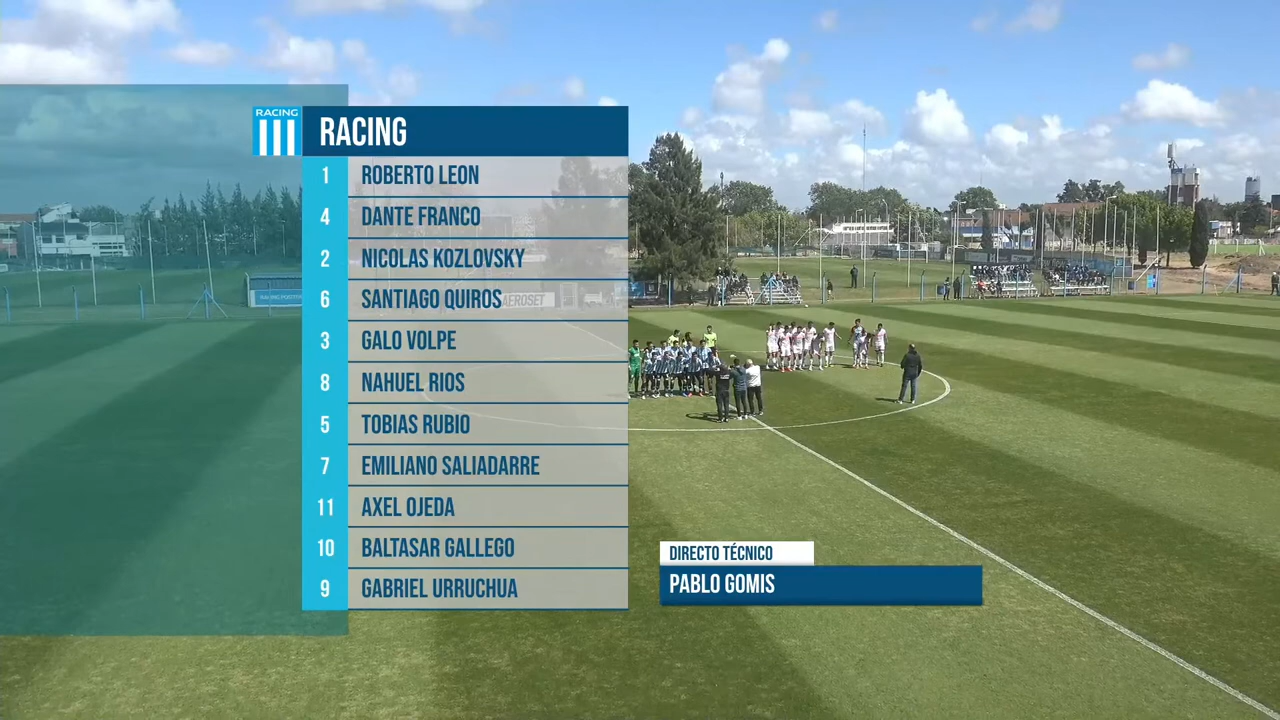 RACING
RACING
1 ROBERTO LEON
4 DANTE FRANCO
2 NICOLAS KOZLOVSKY
6 SANTIAGO QUIROS
3 GALO VOLPE
8 NAHUEL RIOS
5 TOBIAS RUBIO
7 EMILIANO SALIADARRE
11 AXEL OJEDA
10 BALTASAR GALLEGO
9 GABRIEL URRUCHUA
AEROSET
DIRECTO TÉCNICO
PABLO GOMIS